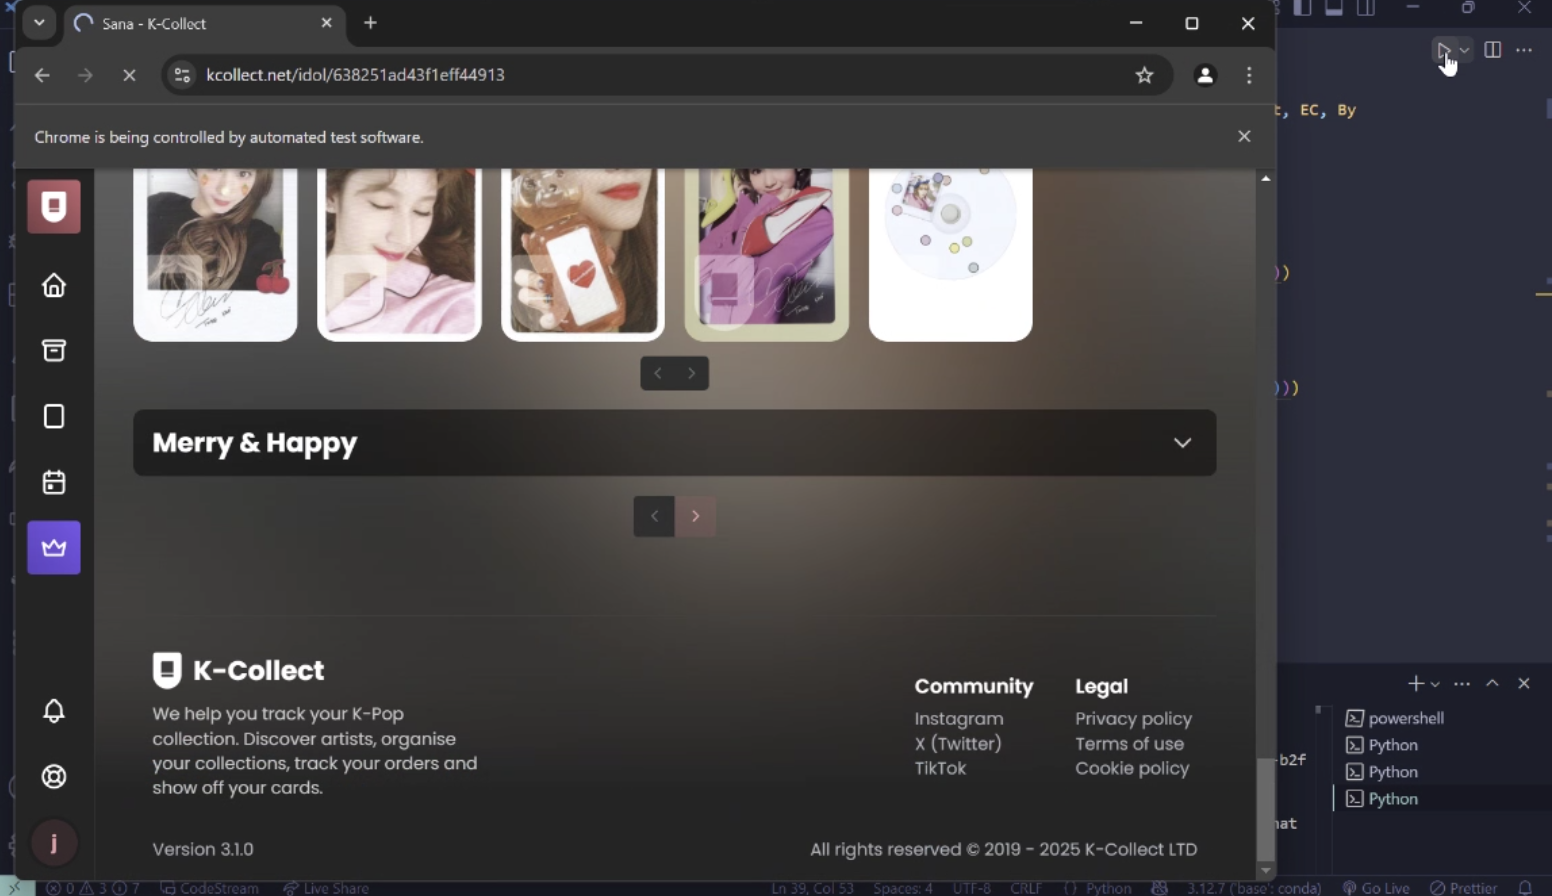 Sana - K-Collect
kcollect.net/idol/638251ad43f1eff44913
t, EC, By
Chrome is being controlled by automated test software.
))
)))
Merry & Happy
K-Collect
We help you track your K-Pop
collection. Discover artists, organise
your collections, track your orders and
show off your cards.
Community
Instagram
X (Twitter)
TikTok
Legal
Privacy policy
Terms of use
Cookie policy
j
Version 3.1.0
All rights reserved © 2019 - 2025 K-Collect LTD
-b2f
hat
powershell
Python
Python
Python
0 3 7 CodeStream Live Share Ln 39, Col 53 Spaces: 4 UTF-8 CRLF {} Python 3.12.7 ('base': conda) Go Live Prettier